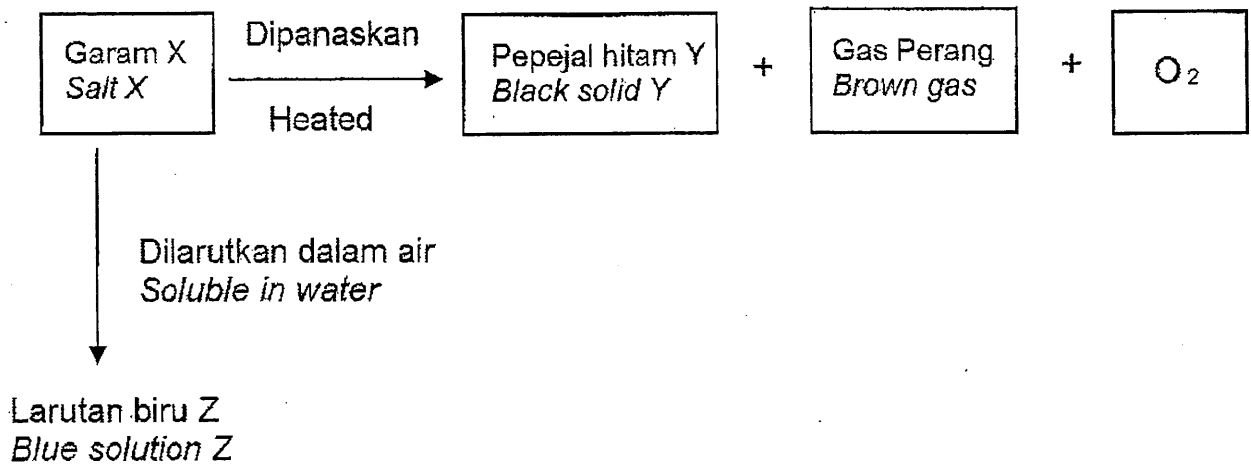 Garam X
Salt X
Dipanaskan
Heated
Pepejal hitam Y
Black solid Y
+
Gas Perang
Brown gas
+
O₂
Dilarutkan dalam air
Soluble in water
Larutan biru Z
Blue solution Z